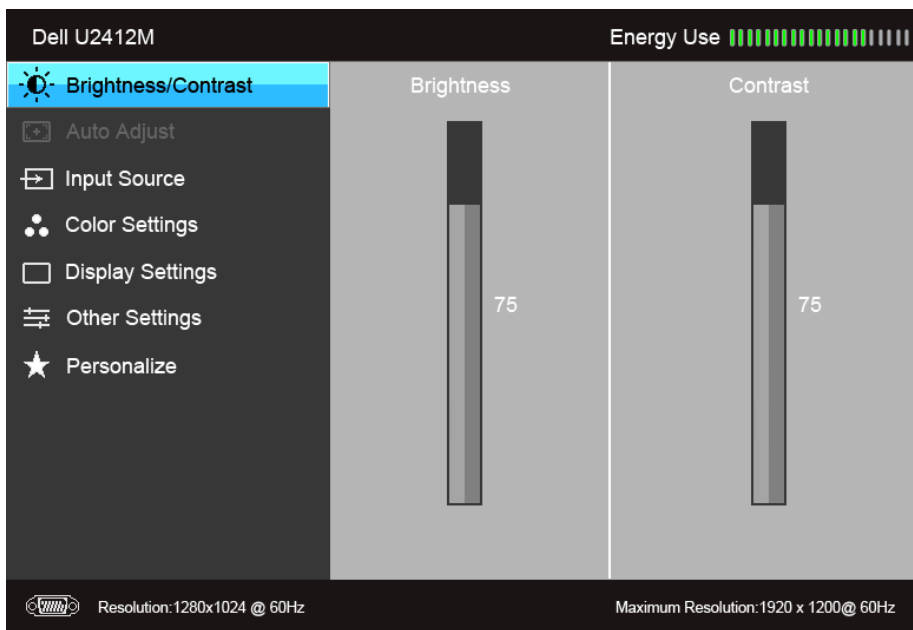 Dell U2412M
Energy Use
Brightness/Contrast
Auto Adjust
Input Source
Color Settings
Display Settings
Other Settings
Personalize
Brightness
75
Contrast
75
Resolution:1280x1024 @ 60Hz
Maximum Resolution:1920 x 1200@ 60Hz